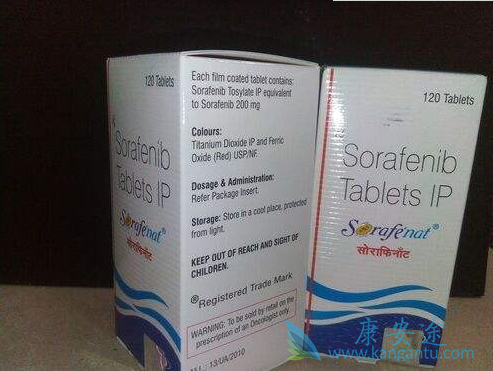 120 Tablets
Sorafenib
Tablets IP
Sorafenat®
सोराफिनॅट
Each film coated tablet contains:
Sorafenib Tosylate IP equivalent
to Sorafenib 200 mg
Colours:
Titanium Dioxide IP and Ferric
Oxide (Red) USP/NF
Dosage & Administration:
Refer Package Insert.
Storage: Store in a cool place, protected
from light.
KEEP OUT OF REACH AND SIGHT OF
CHILDREN.
®Registered Trade Mark
WARNING: To be sold by retail on the
prescription of an Oncologist only.
13/UA/2010
120 Tablets
Sorafenib
Tablets IP
Sorafenat®
सोराफिनॅट
康安途
www.kangantu.com